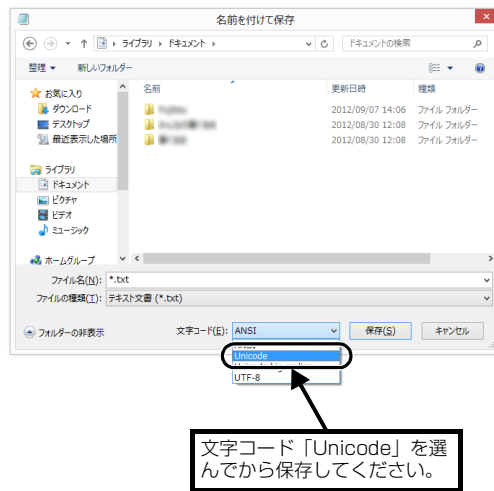 名前を付けて保存
ライブラリ ▸ ドキュメント ▸
ドキュメントの検索
整理 ▼ 新しいフォルダー
お気に入り
ダウンロード
デスクトップ
最近表示した場所
ライブラリ
ドキュメント
ピクチャ
ビデオ
ミュージック
ホームグループ
名前 更新日時 種類
2012/09/07 14:06 ファイル フォルダー
2012/08/30 12:08 ファイル フォルダー
2012/08/30 12:08 ファイル フォルダー
ファイル名(N): *.txt
ファイルの種類(T): テキスト文書 (*.txt)
フォルダーの非表示
文字コード(E): ANSI
保存(S) キャンセル
Unicode
UTF-8
文字コード「Unicode」を選
んでから保存してください。